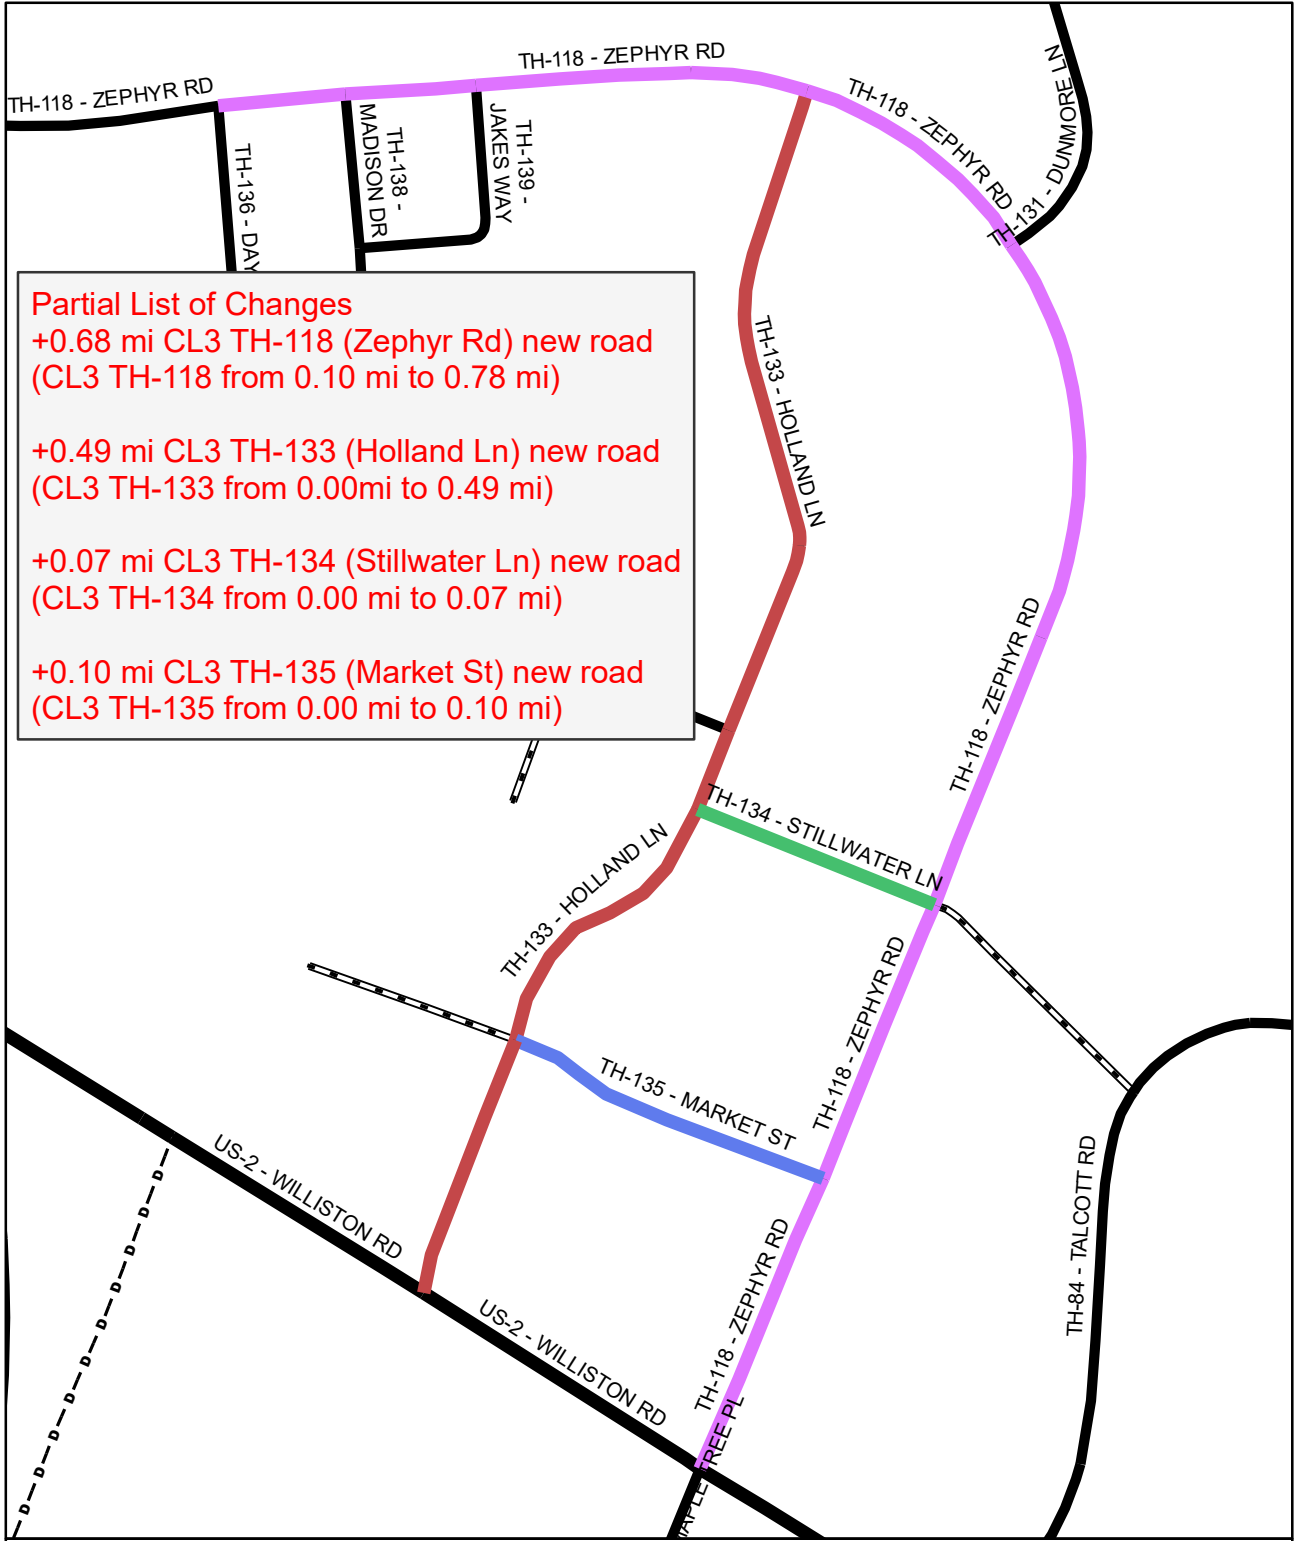 TH-118 - ZEPHYR RD
TH-118 - ZEPHYR RD
TH-118 - ZEPHYR RD
TH-131 - DUNMORE LN
TH-136 - DAY
TH-138 -
MADISON DR
TH-139 -
JAKES WAY
Partial List of Changes
+0.68 mi CL3 TH-118 (Zephyr Rd) new road
(CL3 TH-118 from 0.10 mi to 0.78 mi)
+0.49 mi CL3 TH-133 (Holland Ln) new road
(CL3 TH-133 from 0.00mi to 0.49 mi)
+0.07 mi CL3 TH-134 (Stillwater Ln) new road
(CL3 TH-134 from 0.00 mi to 0.07 mi)
+0.10 mi CL3 TH-135 (Market St) new road
(CL3 TH-135 from 0.00 mi to 0.10 mi)
TH-133 - HOLLAND LN
TH-118 - ZEPHYR RD
TH-134 - STILLWATER LN
TH-133 - HOLLAND LN
TH-118 - ZEPHYR RD
TH-135 - MARKET ST
US-2 - WILLISTON RD
TH-84 - TALCOTT RD
TH-118 - ZEPHYR RD
US-2 - WILLISTON RD
D D D D D D D D D D